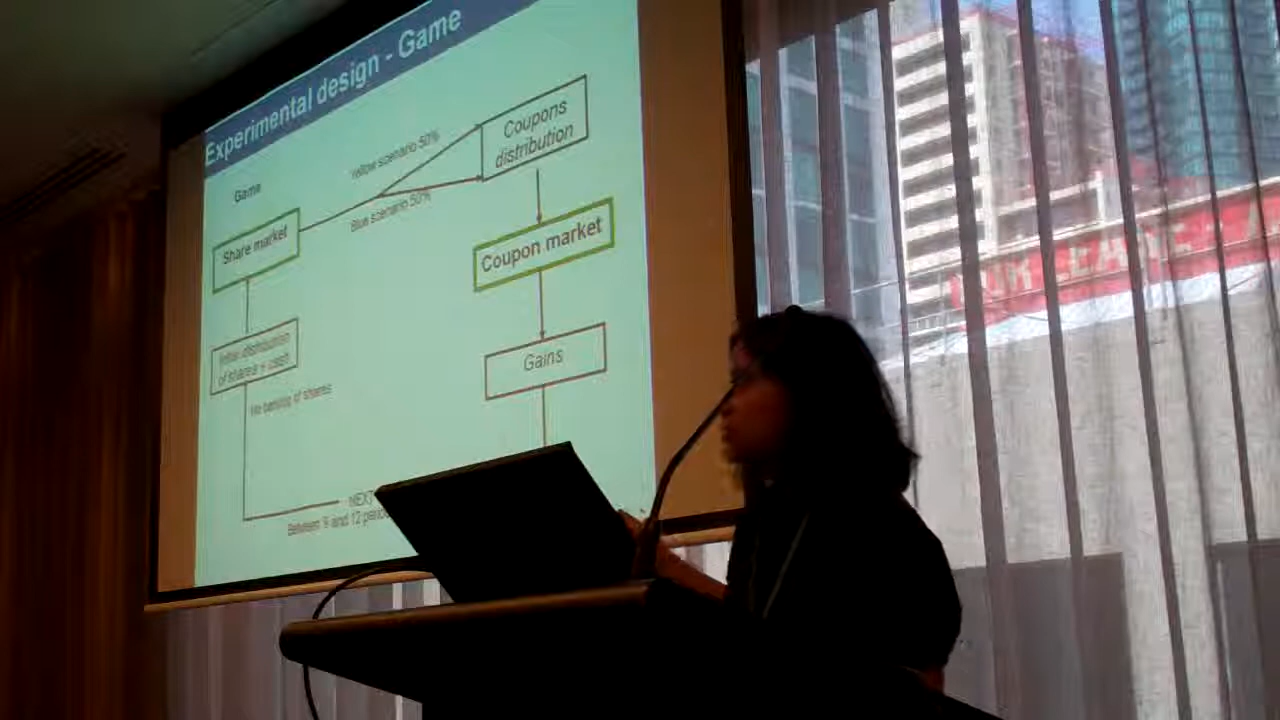 Experimental design - Game
Game
Yellow scenario 50%
Blue scenario 50%
Coupons
distribution
Share market
Coupon market
Initial distribution
of shares + cash
Gains
No banking of shares
NEXT
Between 9 and 12